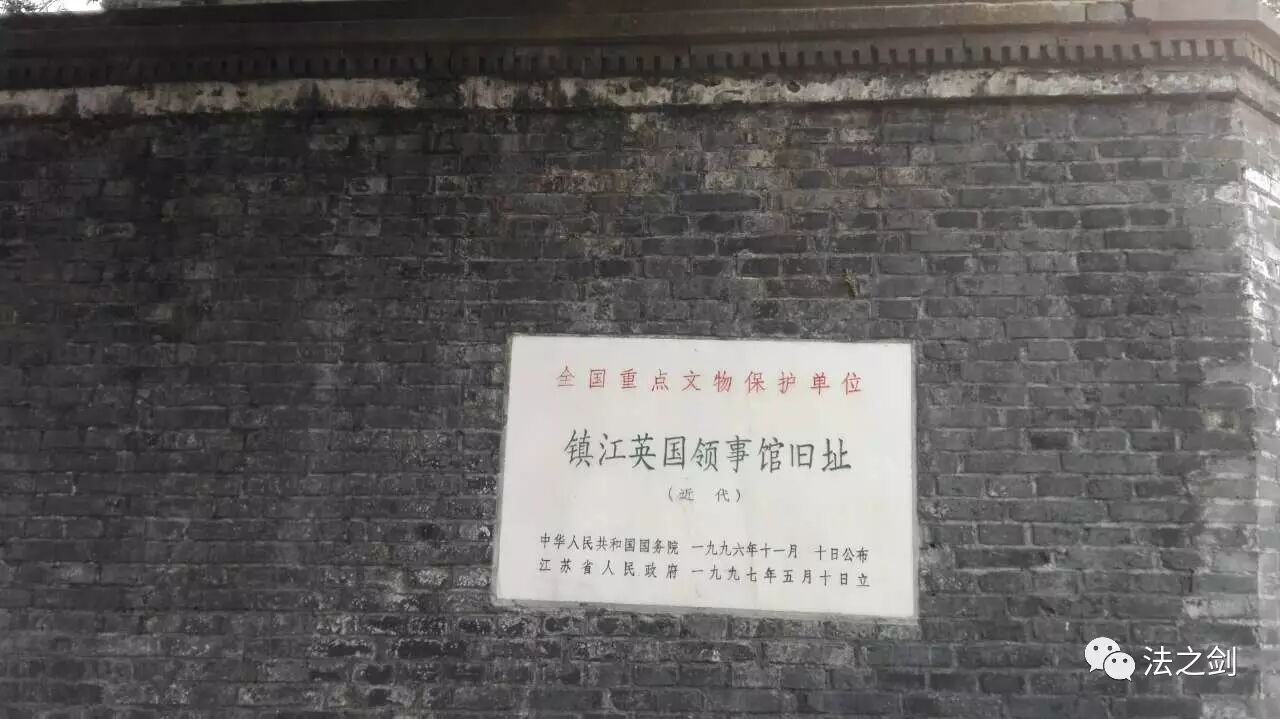 全国重点文物保护单位
镇江英国领事馆旧址
（近 代）
中华人民共和国国务院 一九九六年十一月 十日公布
江苏省人民政府 一九九七年五月十日立
法之剑